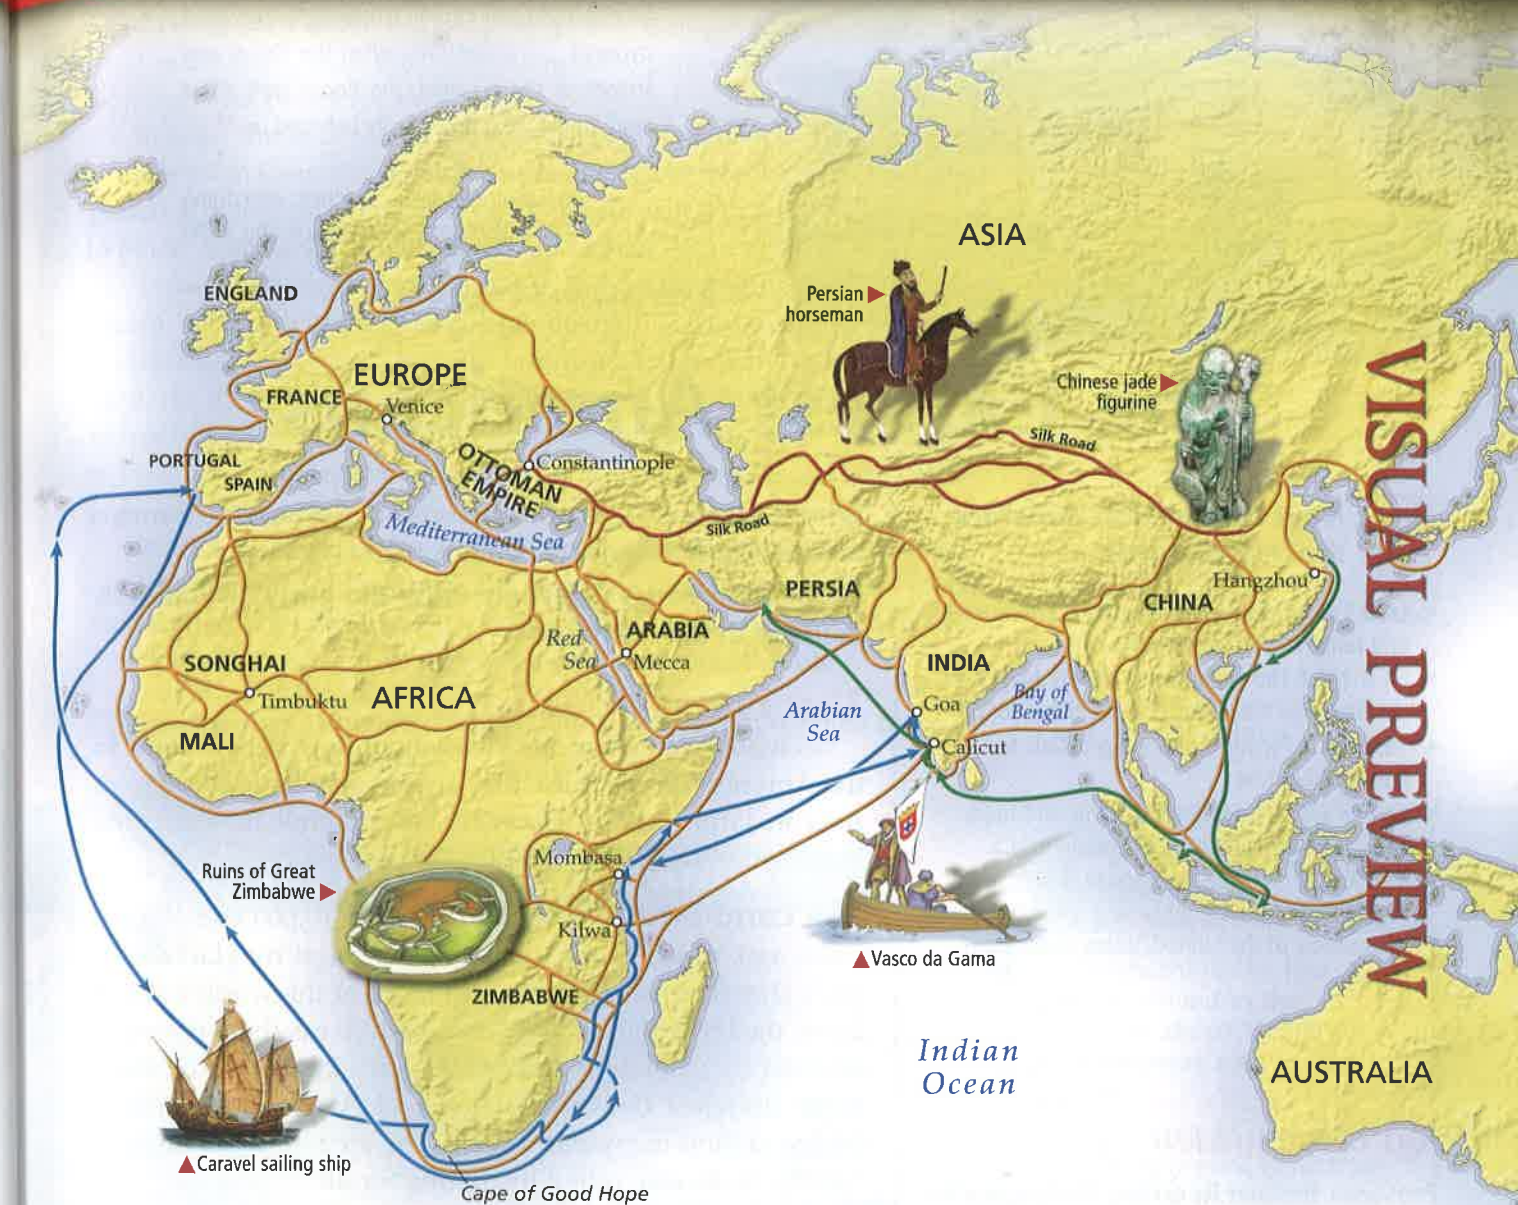 ASIA
Persian
horseman
ENGLAND
Chinese jade
figurine
EUROPE
FRANCE
Venice
Silk Road
PORTUGAL
SPAIN
OTTOMAN
EMPIRE
Constantinople
Mediterranean Sea
Silk Road
PERSIA
Hangzhou
CHINA
Red
Sea
ARABIA
Mecca
SONGHAI
Timbuktu
AFRICA
INDIA
Goa
Bay of
Bengal
Arabian
Sea
MALI
Calicut
Mombasa
Ruins of Great
Zimbabwe
Kilwa
Vasco da Gama
ZIMBABWE
Indian
Ocean
AUSTRALIA
Caravel sailing ship
Cape of Good Hope
VISUAL PREVIEW